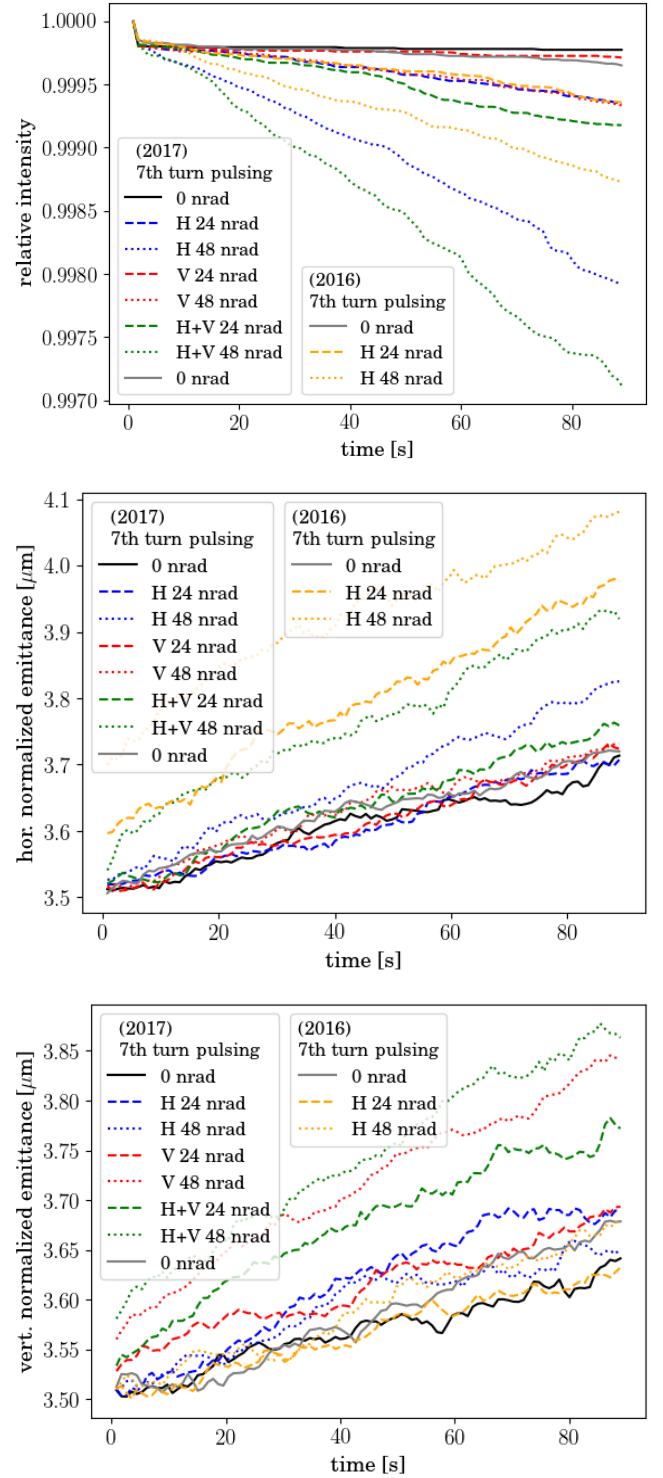 1.0000
0.9995
0.9990
0.9985
0.9980
0.9975
0.9970
relative intensity
(2017)
7th turn pulsing
0 nrad
H 24 nrad
H 48 nrad
V 24 nrad
V 48 nrad
H+V 24 nrad
H+V 48 nrad
0 nrad
(2016)
7th turn pulsing
0 nrad
H 24 nrad
H 48 nrad
0 20 40 60 80
time [s]
4.1
4.0
3.9
3.8
3.7
3.6
3.5
hor. normalized emittance [μm]
(2017)
7th turn pulsing
0 nrad
H 24 nrad
H 48 nrad
V 24 nrad
V 48 nrad
H+V 24 nrad
H+V 48 nrad
0 nrad
(2016)
7th turn pulsing
0 nrad
H 24 nrad
H 48 nrad
0 20 40 60 80
time [s]
3.85
3.80
3.75
3.70
3.65
3.60
3.55
3.50
vert. normalized emittance [μm]
(2017)
7th turn pulsing
0 nrad
H 24 nrad
H 48 nrad
V 24 nrad
V 48 nrad
H+V 24 nrad
H+V 48 nrad
0 nrad
(2016)
7th turn pulsing
0 nrad
H 24 nrad
H 48 nrad
0 20 40 60 80
time [s]